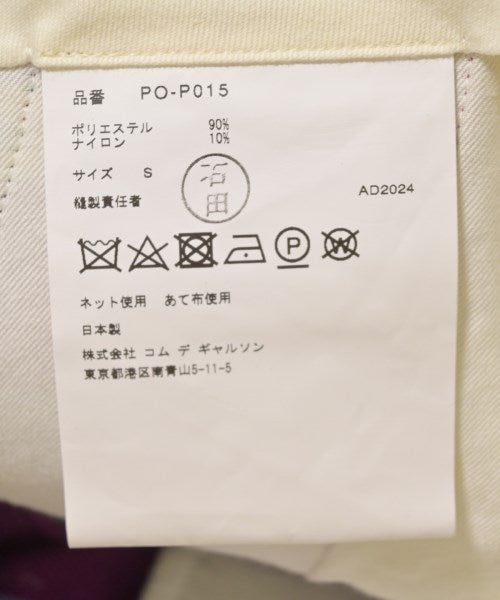 品番 PO-P015
ポリエステル 90%
ナイロン 10%
サイズ S
沼田
縫製責任者
AD2024
P W
ネット使用 あて布使用
日本製
株式会社 コム デ ギャルソン
東京都港区南青山5-11-5